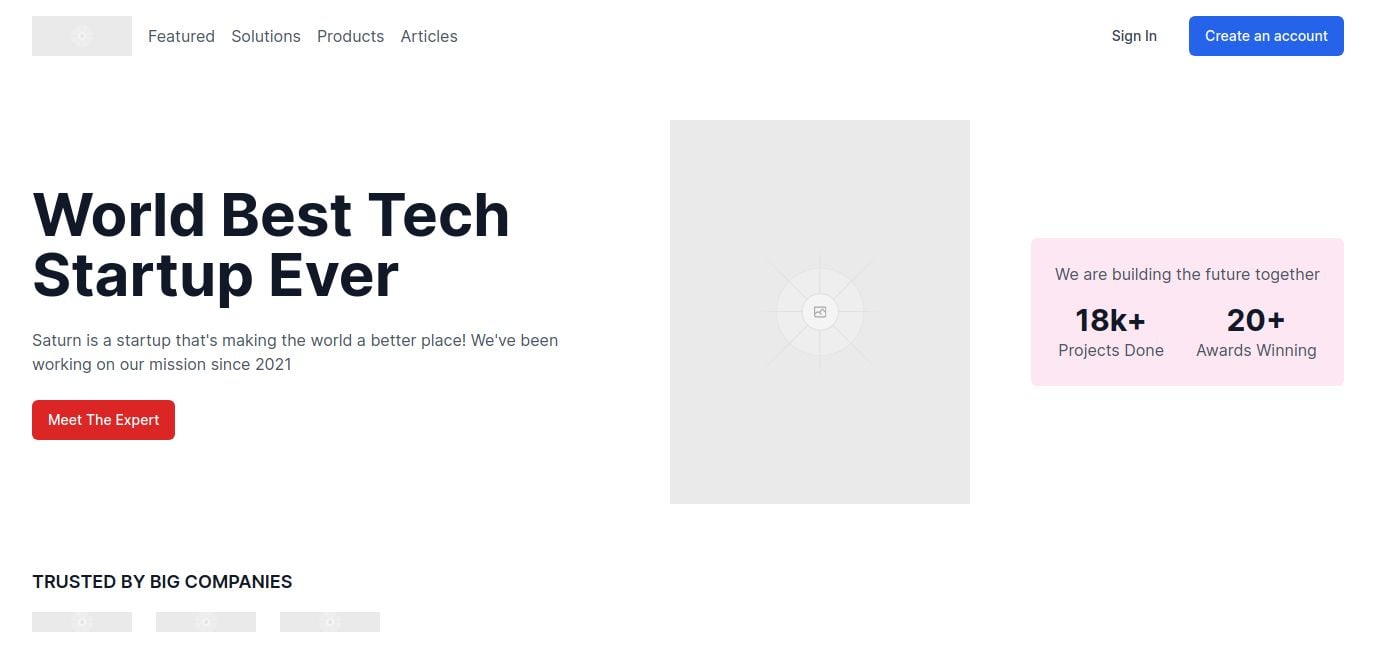 Featured Solutions Products Articles
Sign In
Create an account
World Best Tech
Startup Ever
Saturn is a startup that's making the world a better place! We've been
working on our mission since 2021
Meet The Expert
We are building the future together
18k+
Projects Done
20+
Awards Winning
TRUSTED BY BIG COMPANIES